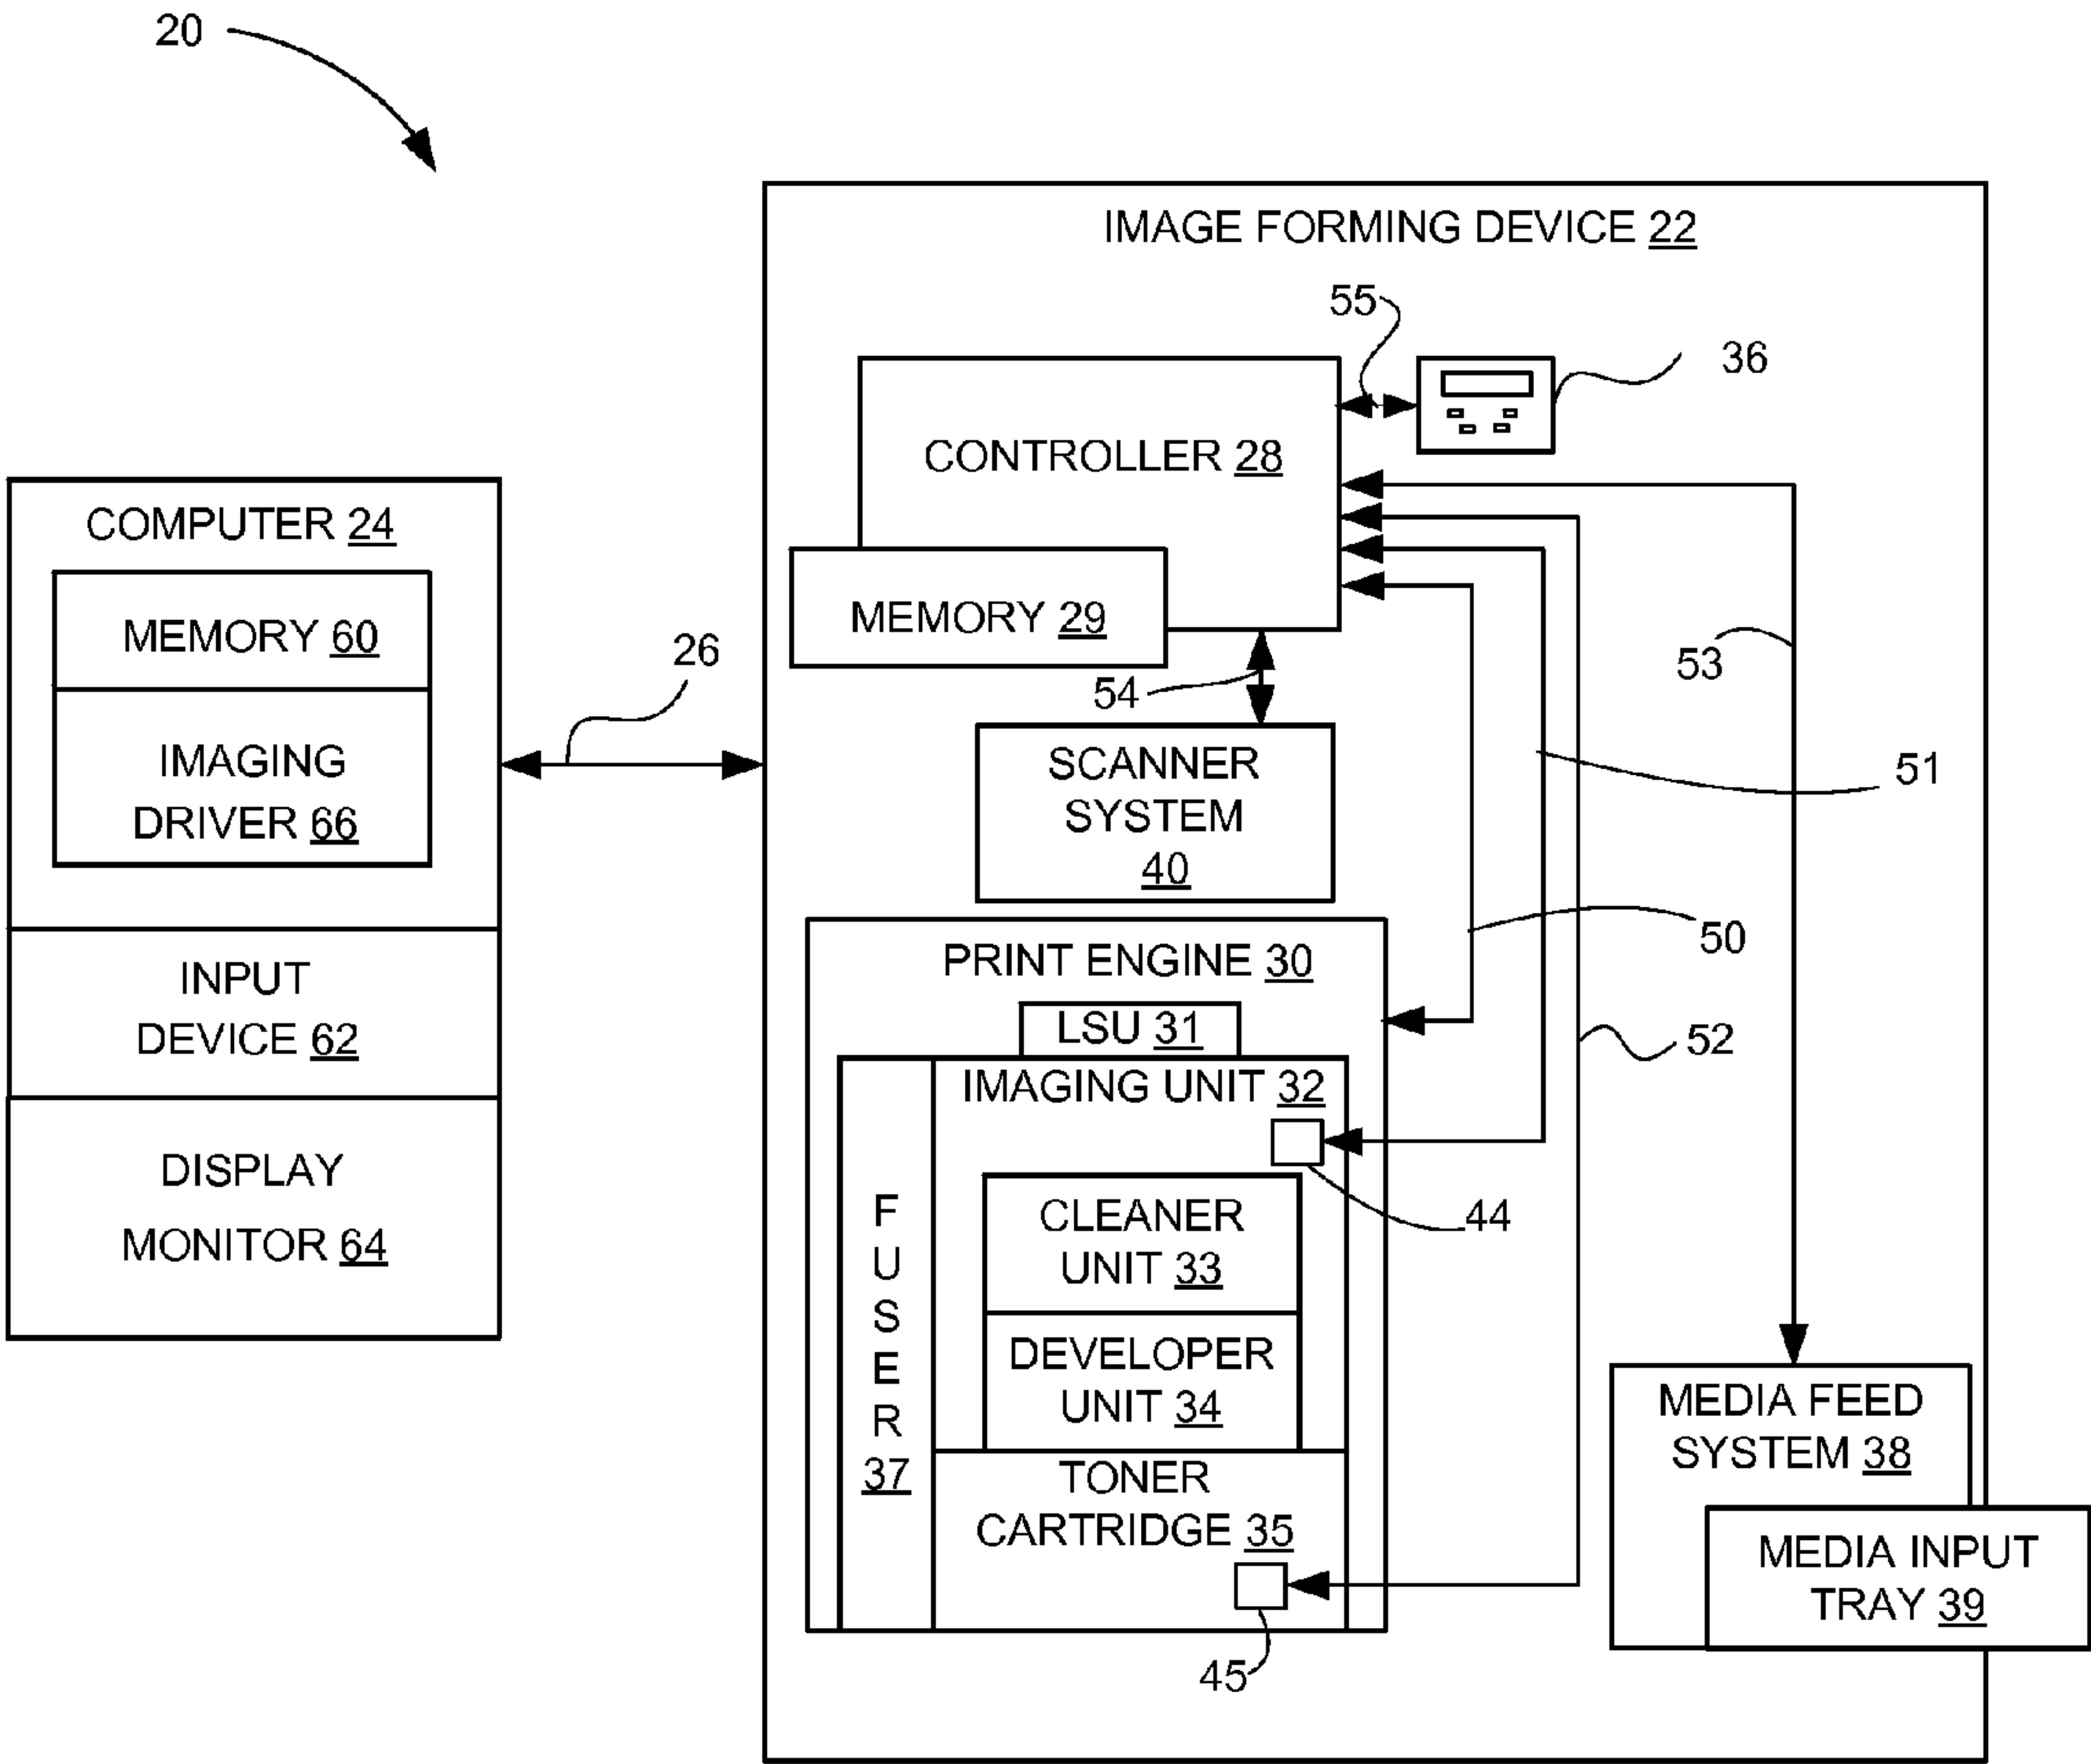 20
IMAGE FORMING DEVICE 22
55
36
CONTROLLER 28
MEMORY 29
54
53
COMPUTER 24
MEMORY 60
IMAGING
DRIVER 66
26
INPUT
DEVICE 62
DISPLAY
MONITOR 64
SCANNER
SYSTEM
40
51
50
52
PRINT ENGINE 30
LSU 31
IMAGING UNIT 32
44
F
U
S
E
R
37
CLEANER
UNIT 33
DEVELOPER
UNIT 34
TONER
CARTRIDGE 35
45
MEDIA FEED
SYSTEM 38
MEDIA INPUT
TRAY 39